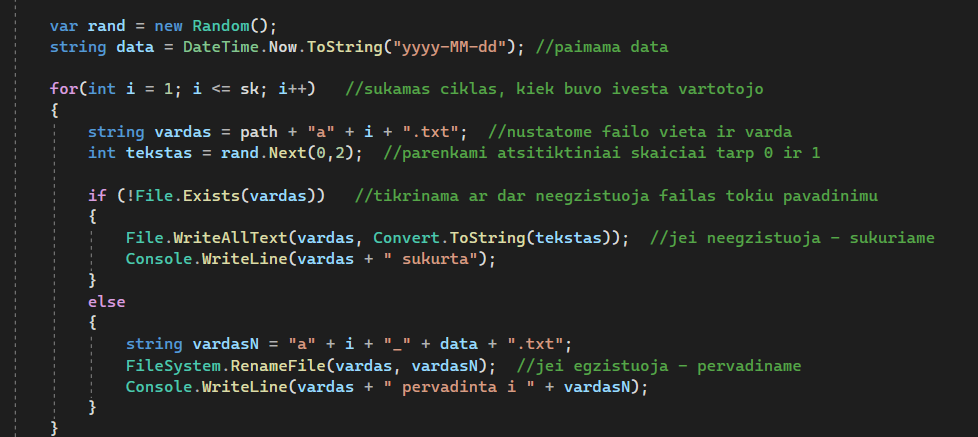 var rand = new Random();
string data = DateTime.Now.ToString("yyyy-MM-dd"); //paimama data
for(int i = 1; i <= sk; i++)   //sukamas ciklas, kiek buvo ivesta vartotojo
{
string vardas = path + "a" + i + ".txt";  //nustatome failo vieta ir varda
int tekstas = rand.Next(0,2);  //parenkami atsitiktiniai skaiciai tarp 0 ir 1
if (!File.Exists(vardas))   //tikrinama ar dar neegzistuoja failas tokiu pavadinimu
{
File.WriteAllText(vardas, Convert.ToString(tekstas));  //jei neegzistuoja - sukuriame
Console.WriteLine(vardas + " sukurta");
}
else
{
string vardasN = "a" + i + "_" + data + ".txt";
FileSystem.RenameFile(vardas, vardasN);  //jei egzistuoja - pervadiname
Console.WriteLine(vardas + " pervadinta i " + vardasN);
}
}